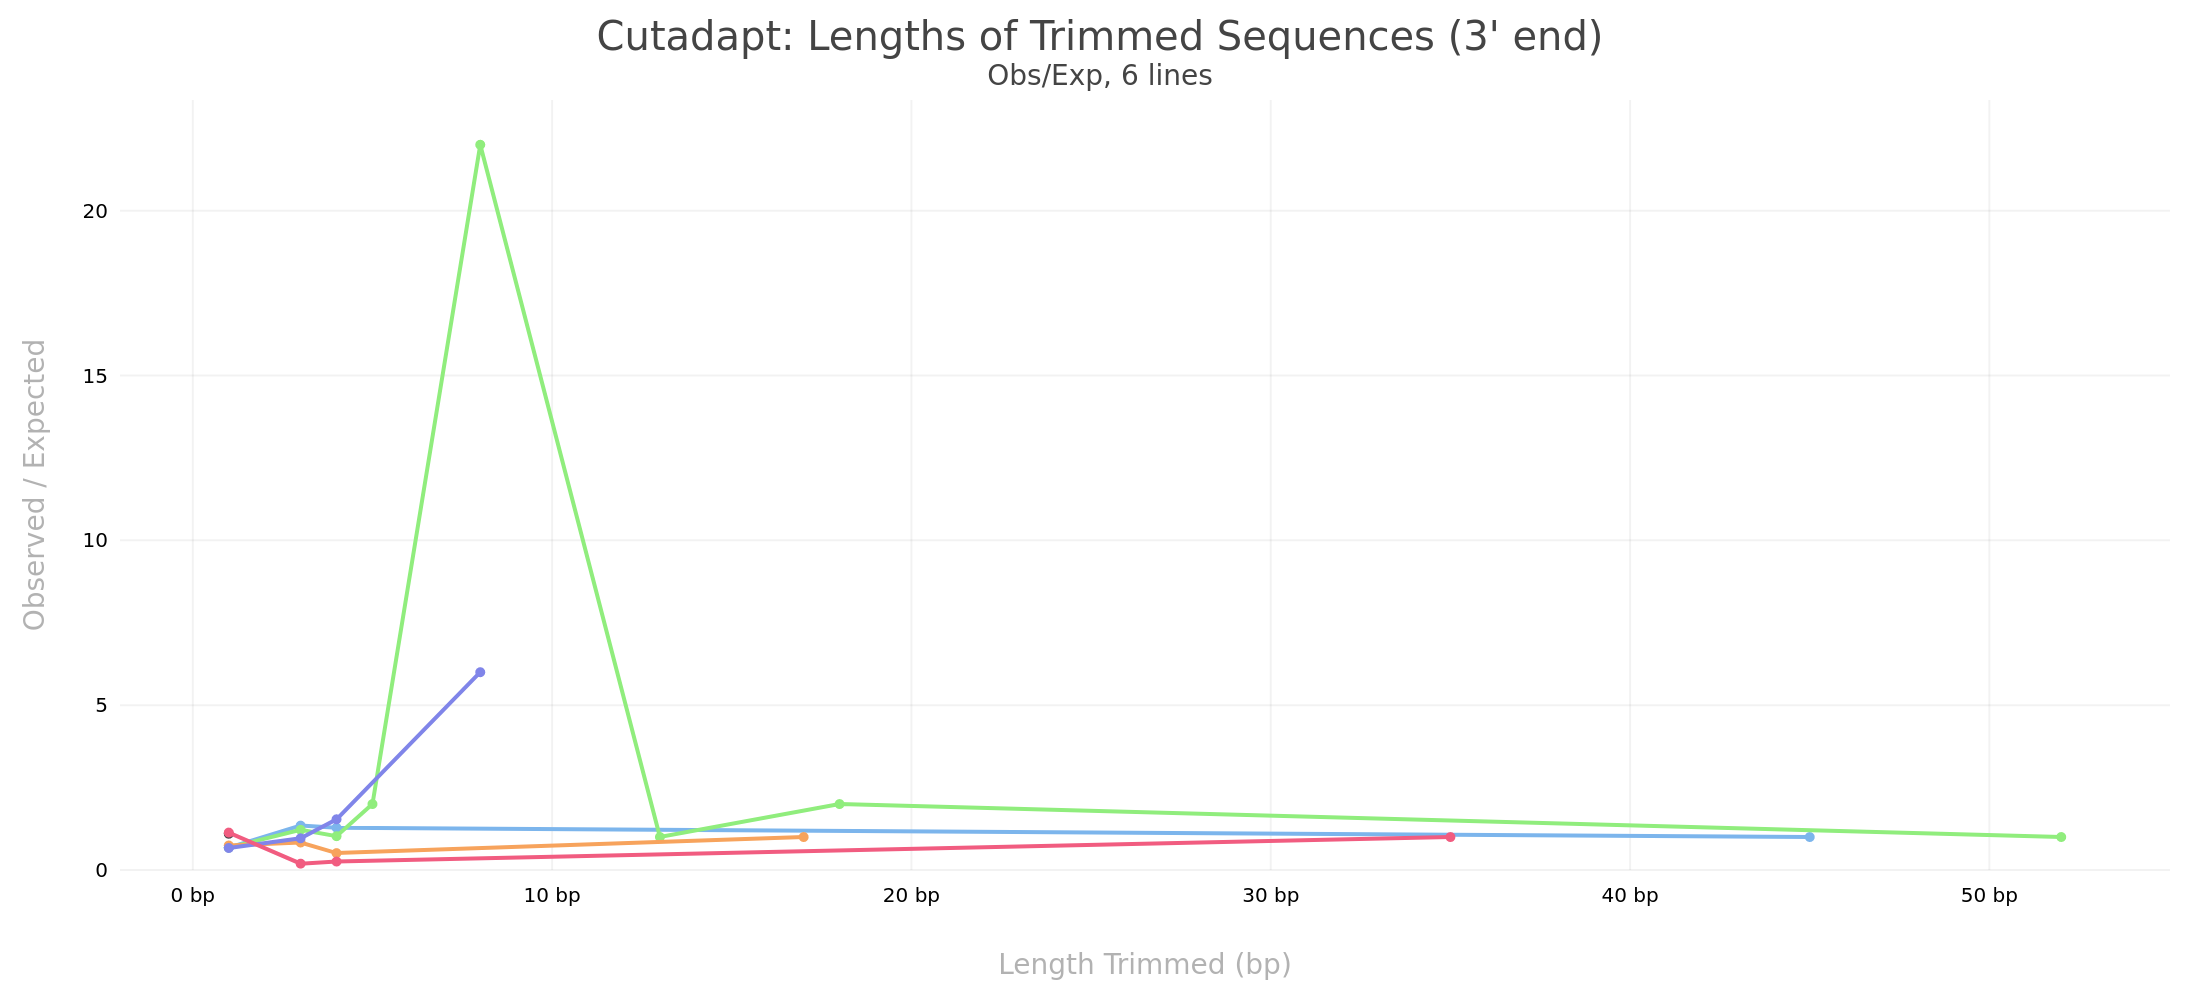 Cutadapt: Lengths of Trimmed Sequences (3' end)
Obs/Exp, 6 lines
Observed / Expected
20
15
10
5
0
0 bp 10 bp 20 bp 30 bp 40 bp 50 bp
Length Trimmed (bp)